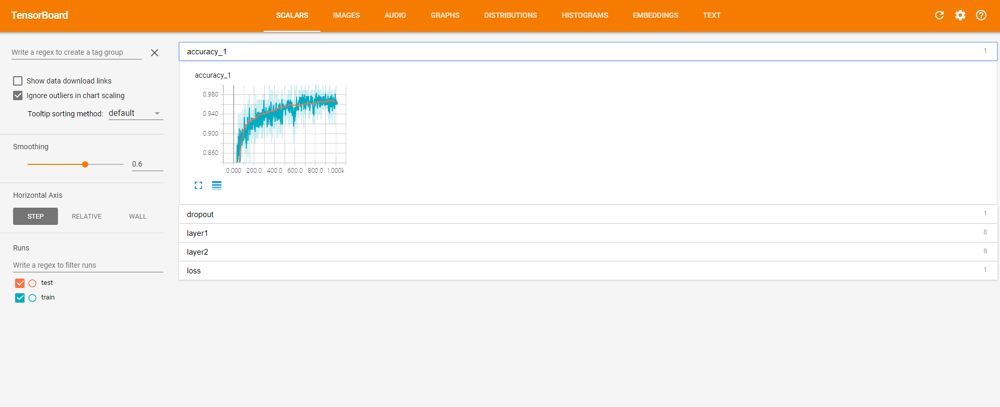 TensorBoard SCALARS IMAGES AUDIO GRAPHS DISTRIBUTIONS HISTOGRAMS EMBEDDINGS TEXT
Write a regex to create a tag group
Show data download links
Ignore outliers in chart scaling
Tooltip sorting method: default
Smoothing
0.6
Horizontal Axis
STEP RELATIVE WALL
Runs
Write a regex to filter runs
test
train
accuracy_1 1
accuracy_1
0.980
0.940
0.900
0.860
0.000 200.0 400.0 600.0 800.0 1.000k
dropout 1
layer1 8
layer2 8
loss 1